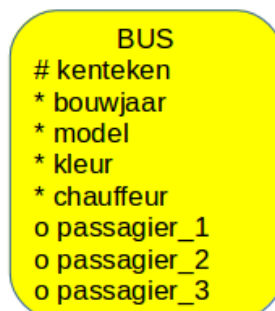 BUS
# kenteken
* bouwjaar
* model
* kleur
* chauffeur
o passagier_1
o passagier_2
o passagier_3